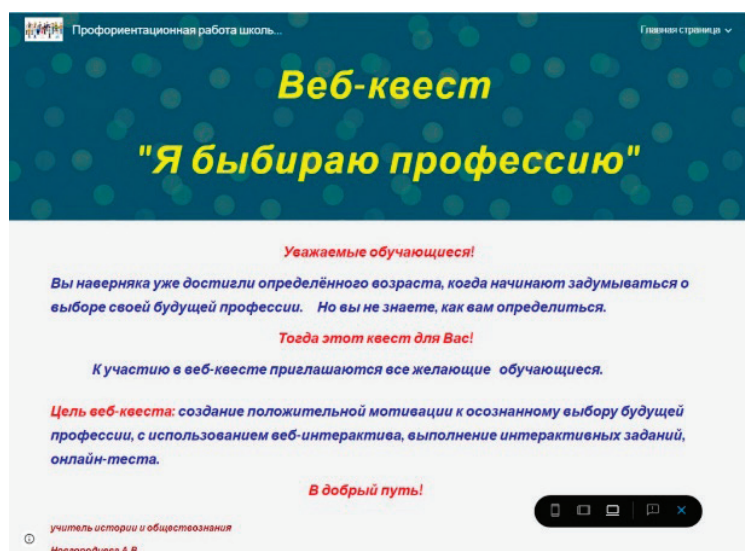 Профориентационная работа школь...
Главная страница
Веб-квест
"Я быбираю профессию"
Уважаемые обучающиеся!
Вы наверняка уже достигли определённого возраста, когда начинают задумываться о
выборе своей будущей профессии. Но вы не знаете, как вам определиться.
Тогда этот квест для Вас!
К участию в веб-квесте приглашаются все желающие обучающиеся.
Цель веб-квеста: создание положительной мотивации к осознанному выбору будущей
профессии, с использованием веб-интерактива, выполнение интерактивных заданий,
онлайн-теста.
В добрый путь!
учитель истории и обществознания